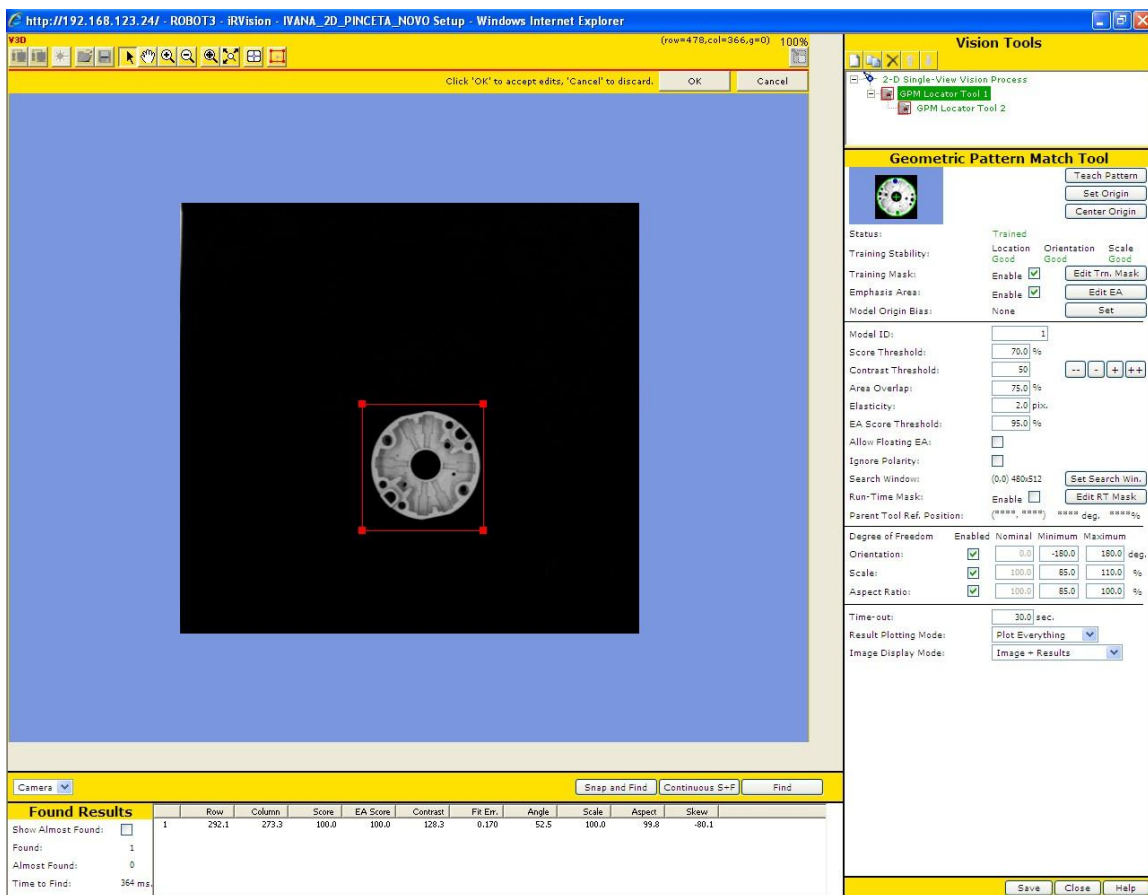 http://192.168.123.24/ - ROBOT3 - iRVision - IVANA_2D_PINCETA_NOVO Setup - Windows Internet Explorer
V3D
(row=478,col=366,g=0) 100%
Click 'OK' to accept edits, 'Cancel' to discard. OK Cancel
Vision Tools
2-D Single-View Vision Process
GPM Locator Tool 1
GPM Locator Tool 2
Geometric Pattern Match Tool
Teach Pattern
Set Origin
Center Origin
Status: Trained
Training Stability: Location Orientation Scale
Good Good Good
Training Mask: Enable Edit Trn. Mask
Emphasis Area: Enable Edit EA
Model Origin Bias: None Set
Model ID: 1
Score Threshold: 70.0 %
Contrast Threshold: 50 -- - + ++
Area Overlap: 75.0 %
Elasticity: 2.0 pix.
EA Score Threshold: 95.0 %
Allow Floating EA:
Ignore Polarity:
Search Window: (0.0) 480x512 Set Search Win.
Run-Time Mask: Enable Edit RT Mask
Parent Tool Ref. Position: (****, ****) **** deg. ****%
Degree of Freedom Enabled Nominal Minimum Maximum
Orientation: 0.0 -180.0 180.0 deg.
Scale: 100.0 85.0 110.0 %
Aspect Ratio: 100.0 85.0 100.0 %
Time-out: 30.0 sec.
Result Plotting Mode: Plot Everything
Image Display Mode: Image + Results
Camera Snap and Find Continuous S+F Find
Found Results
Show Almost Found:
Found: 1
Almost Found: 0
Time to Find: 364 ms.
Row Column Score EA Score Contrast Fit Err. Angle Scale Aspect Skew
1 292.1 273.3 100.0 100.0 128.3 0.170 52.5 100.0 99.8 -80.1
Save Close Help